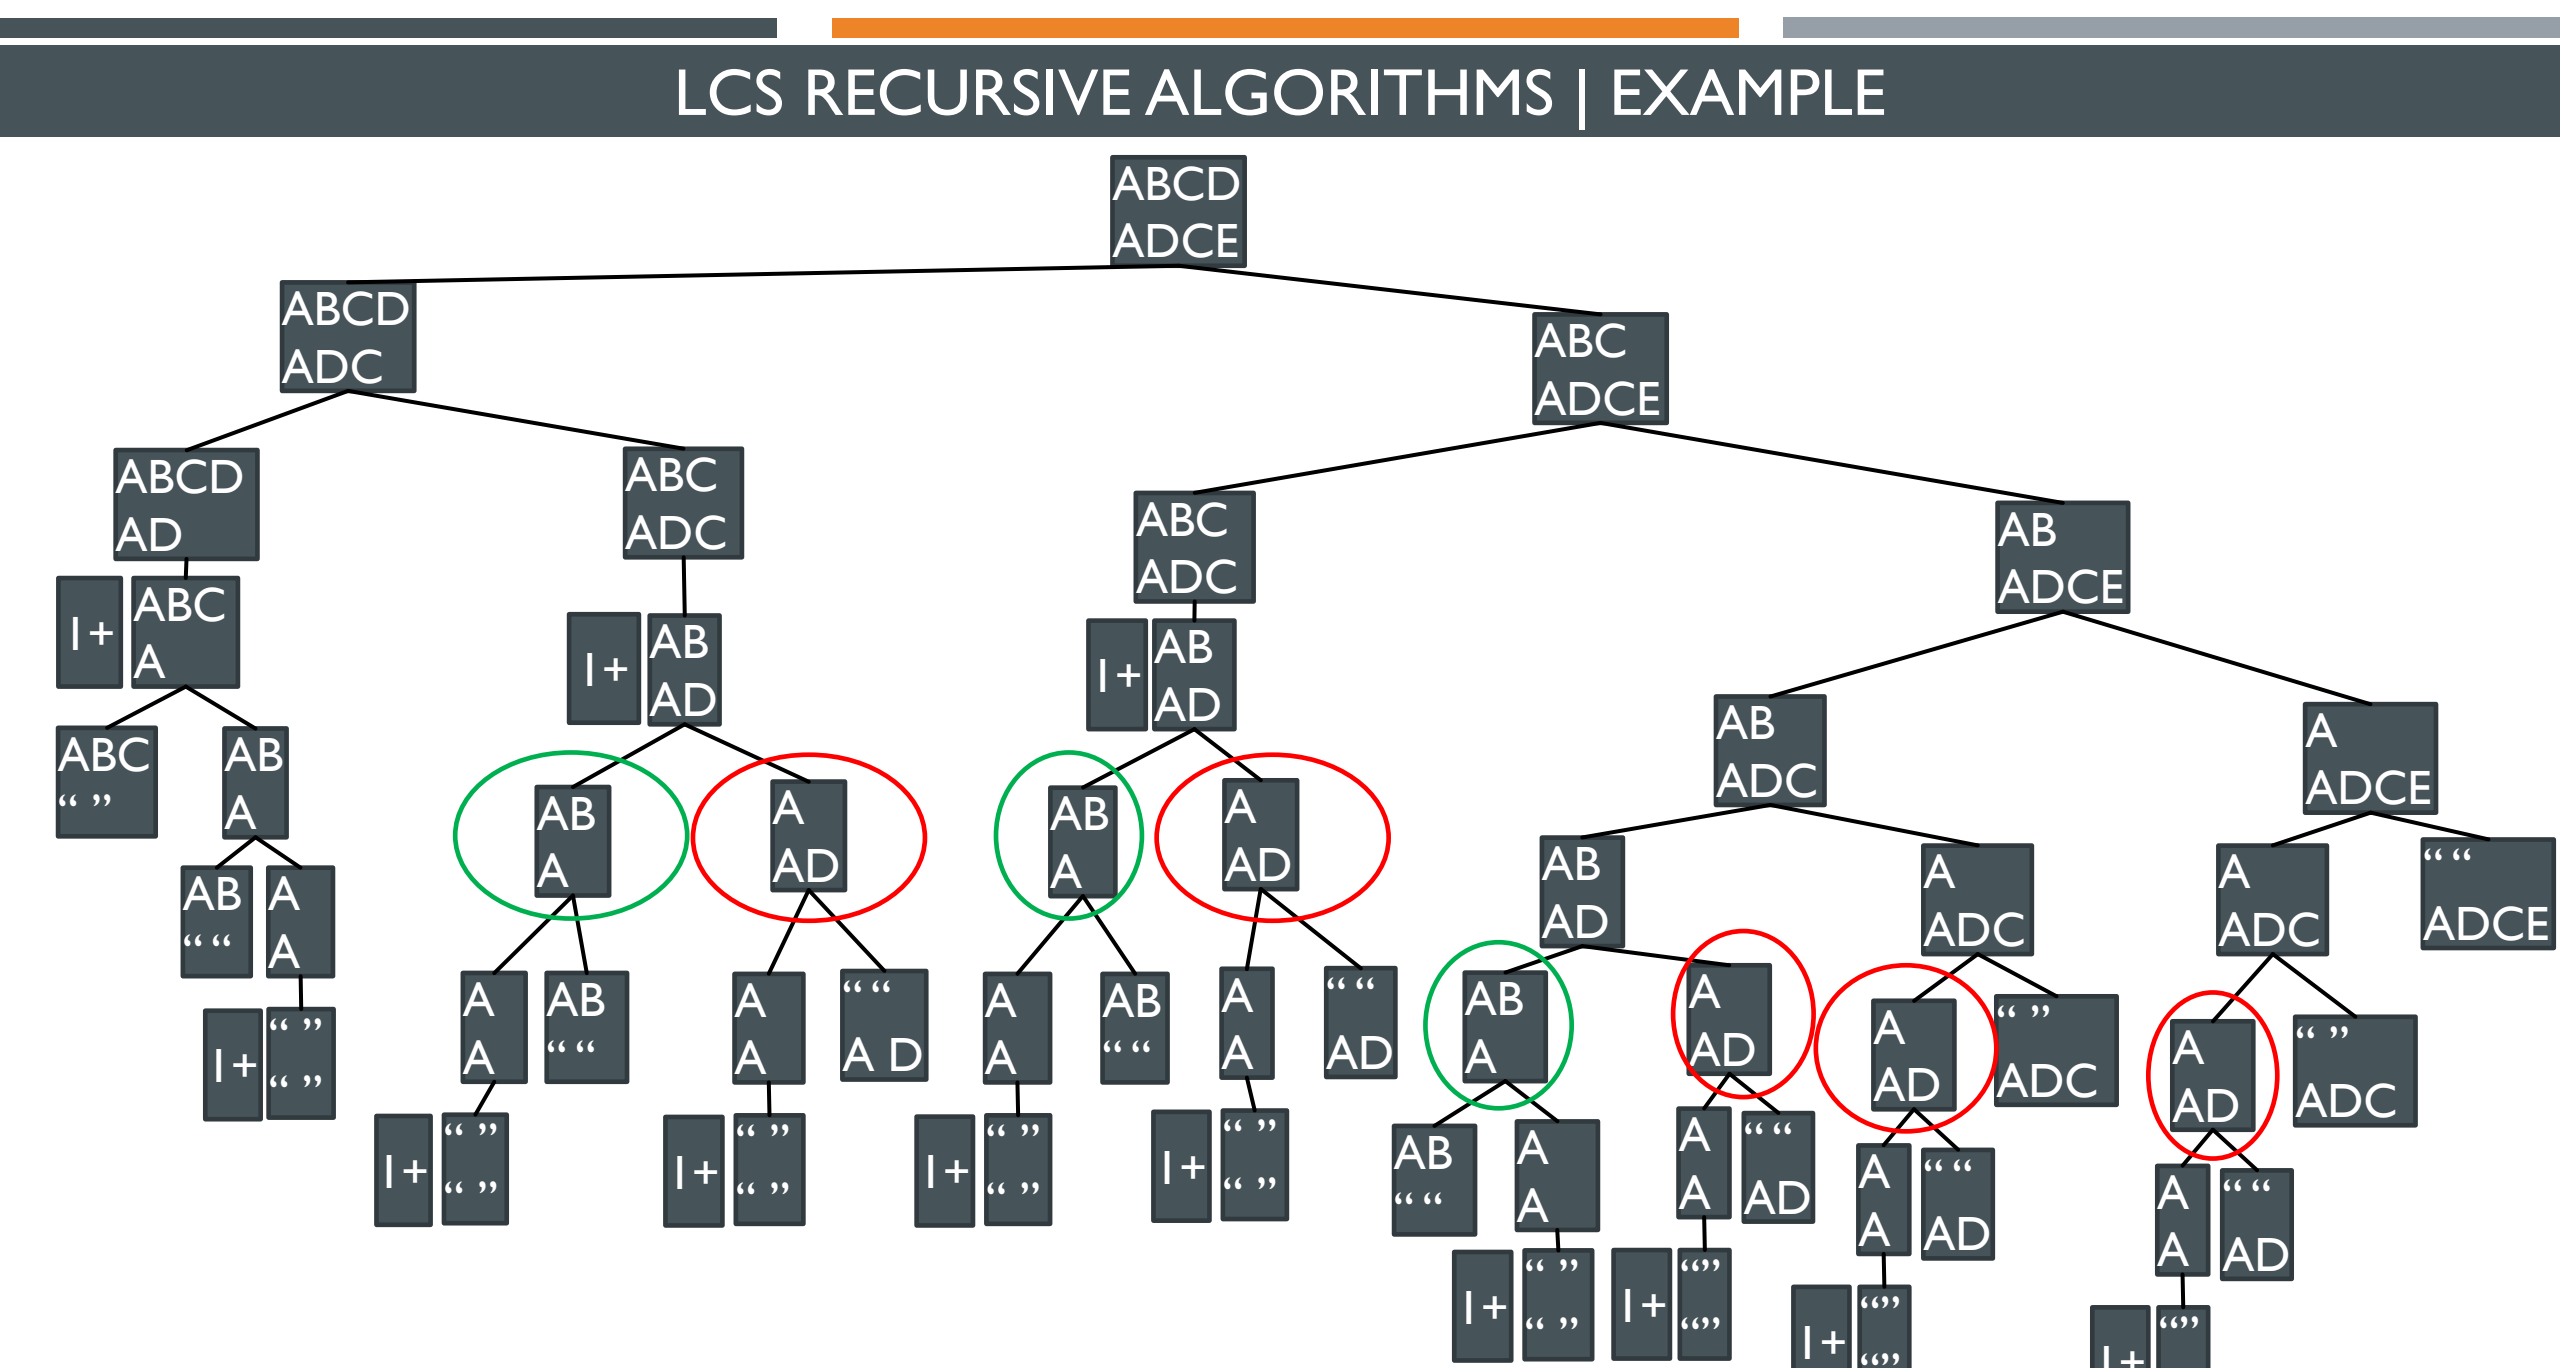 LCS RECURSIVE ALGORITHMS | EXAMPLE
ABCD
ADCE
ABCD
ADC
ABC
ADCE
ABCD
AD
ABC
ADC
ABC
ADC
AB
ADCE
1+
ABC
A
1+
AB
AD
1+
AB
AD
AB
ADC
A
ADCE
ABC
“ ”
AB
A
AB
A
A
AD
AB
A
A
AD
AB
AD
A
ADC
A
ADC
“ “
ADCE
AB
“ “
A
A
A
A
AB
“ “
A
A
“ “
A D
A
A
AB
“ “
A
A
“ “
AD
AB
A
A
AD
A
AD
“ ”
ADC
A
AD
“ ”
ADC
1+
“ ”
“ ”
1+
“ ”
“ ”
1+
“ ”
“ ”
1+
“ ”
“ ”
1+
“ ”
“ ”
AB
“ “
A
A
A
A
“ “
AD
A
A
“ “
AD
A
A
“ “
AD
1+
“ ”
“ ”
1+
“”
“”
1+
“”
“”
1+
“”